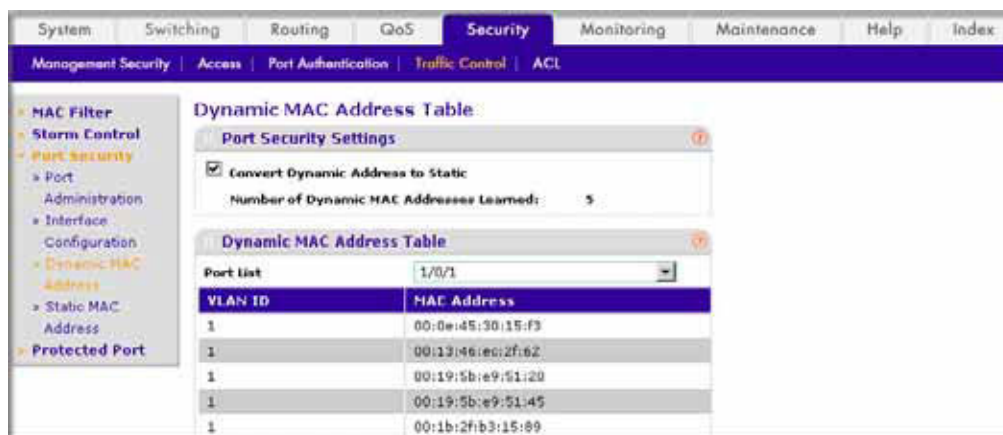 System Switching Routing QoS Security Monitoring Maintenance Help Index
Management Security Access Port Authentication Traffic Control ACL
MAC Filter
Storm Control
Port Security
Port
Administration
Interface
Configuration
Dynamic MAC
Address
Static MAC
Address
Protected Port
Dynamic MAC Address Table
Port Security Settings
Convert Dynamic Address to Static
Number of Dynamic MAC Addresses Learned: 5
Dynamic MAC Address Table
Port List 1/0/1
VLAN ID MAC Address
1 00:0e:45:30:15:f3
1 00:13:46:ec:2f:62
1 00:19:5b:e9:51:20
1 00:19:5b:e9:51:45
1 00:1b:2f:b3:15:89